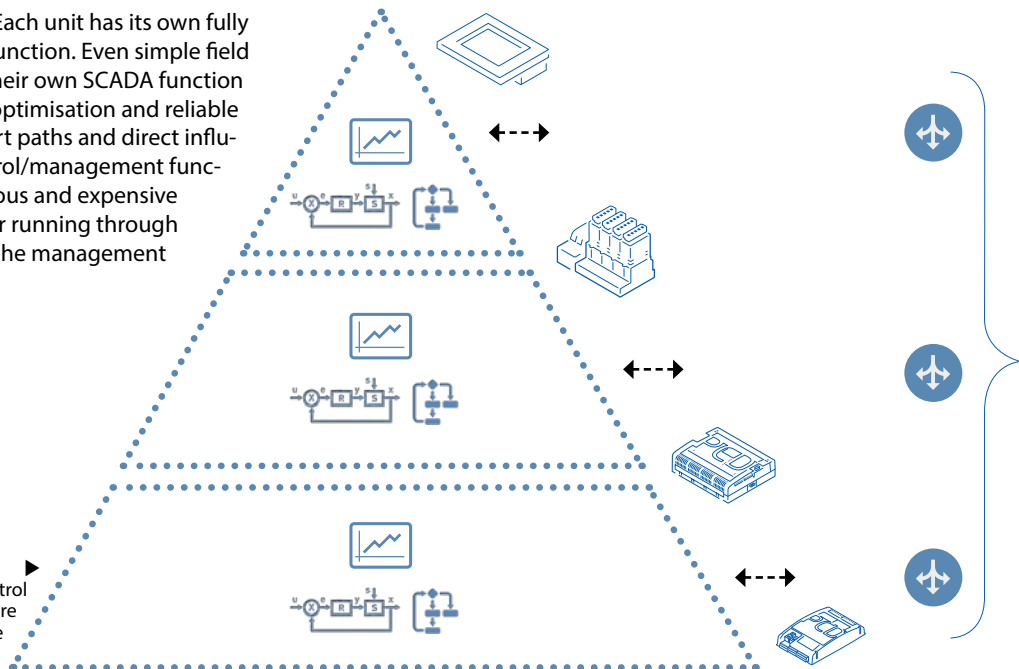 Each unit has its own fully
unction. Even simple field
heir own SCADA function
optimisation and reliable
rt paths and direct influ-
rol/management func-
ous and expensive
r running through
he management
u e y s x
R S
u e y s x
R S
trol
re
e
u e y s x
R S